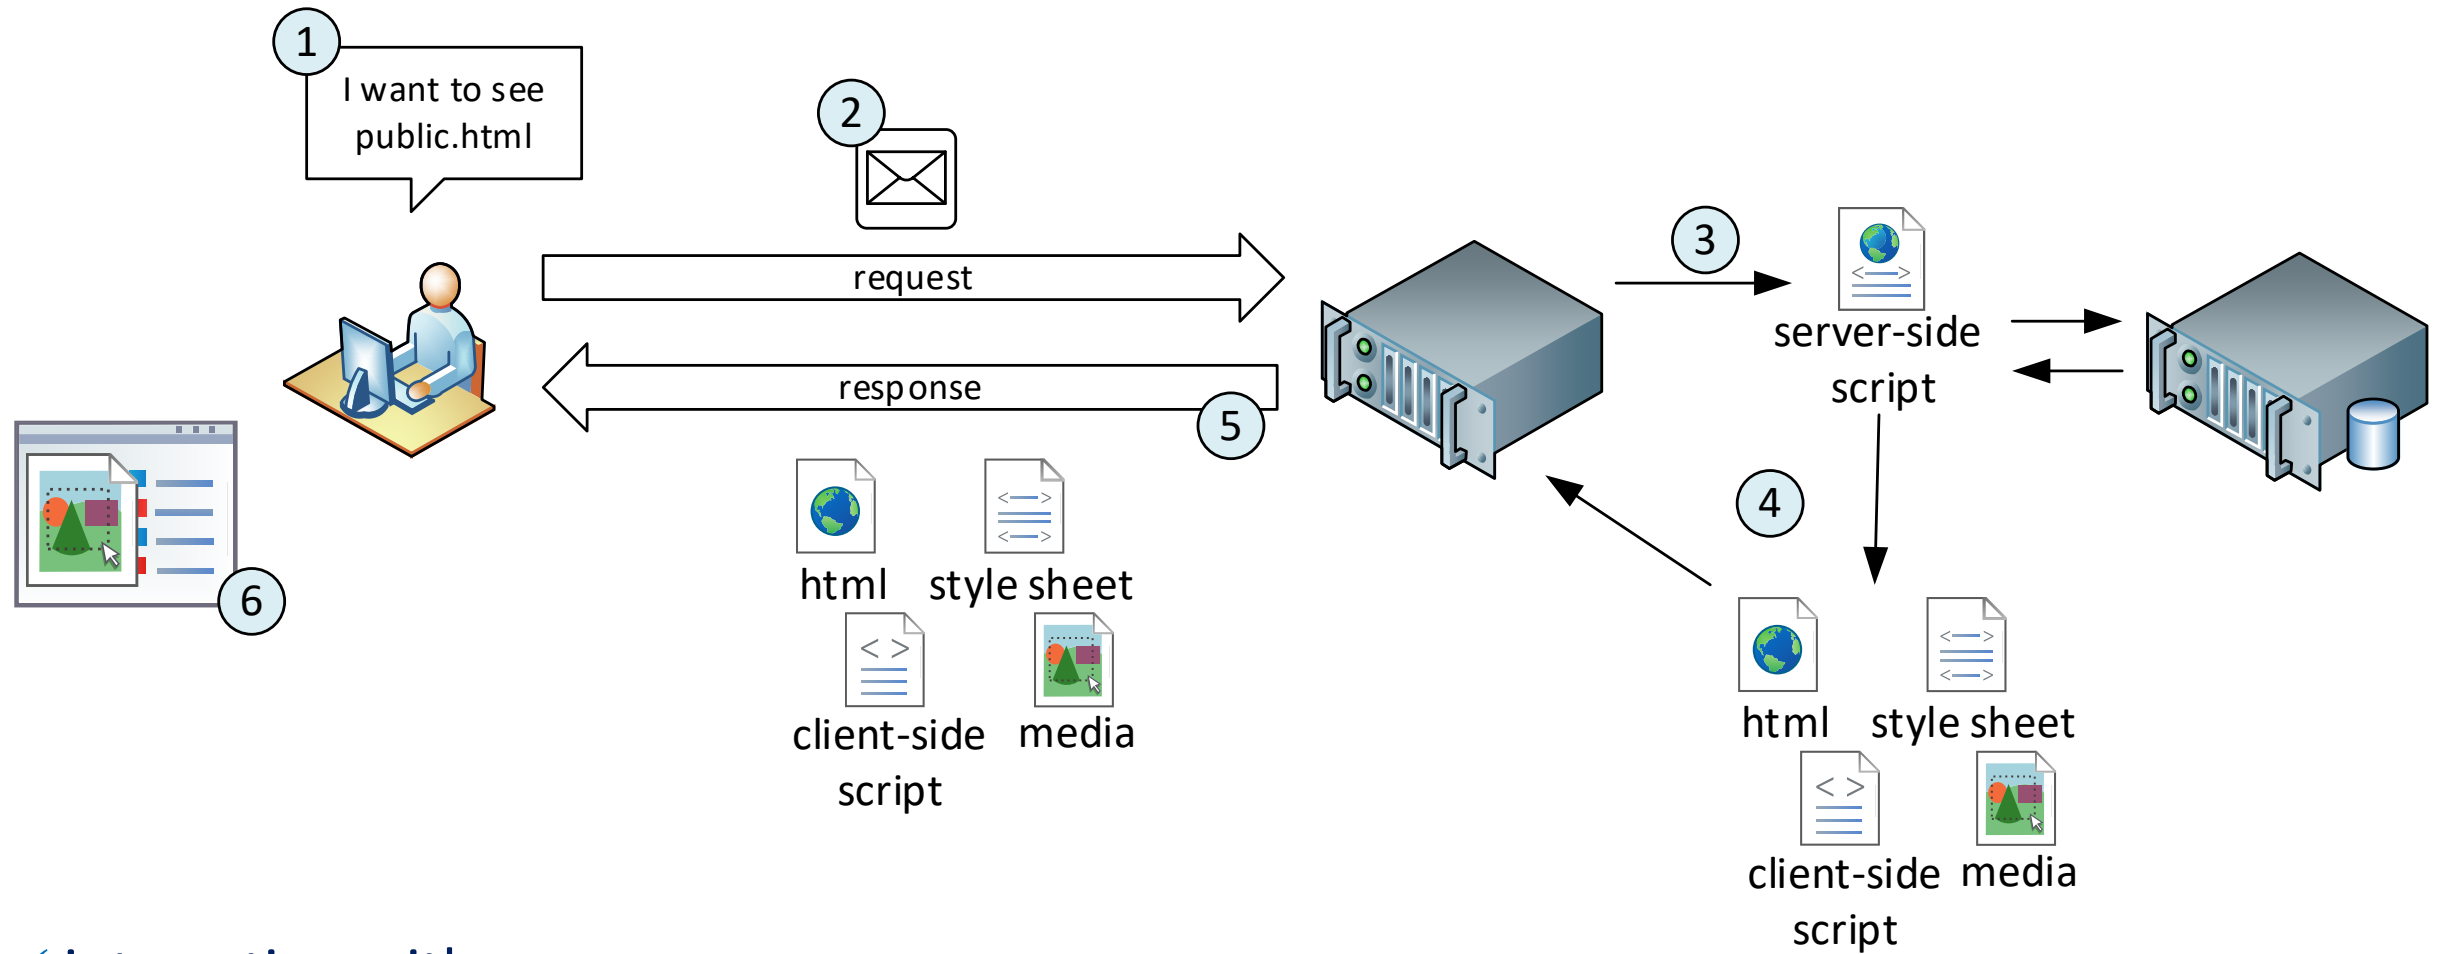 1
I want to see
public.html
2
request
response
3
server-side
script
5
4
6
html style sheet
client-side media
script
html style sheet
client-side media
script